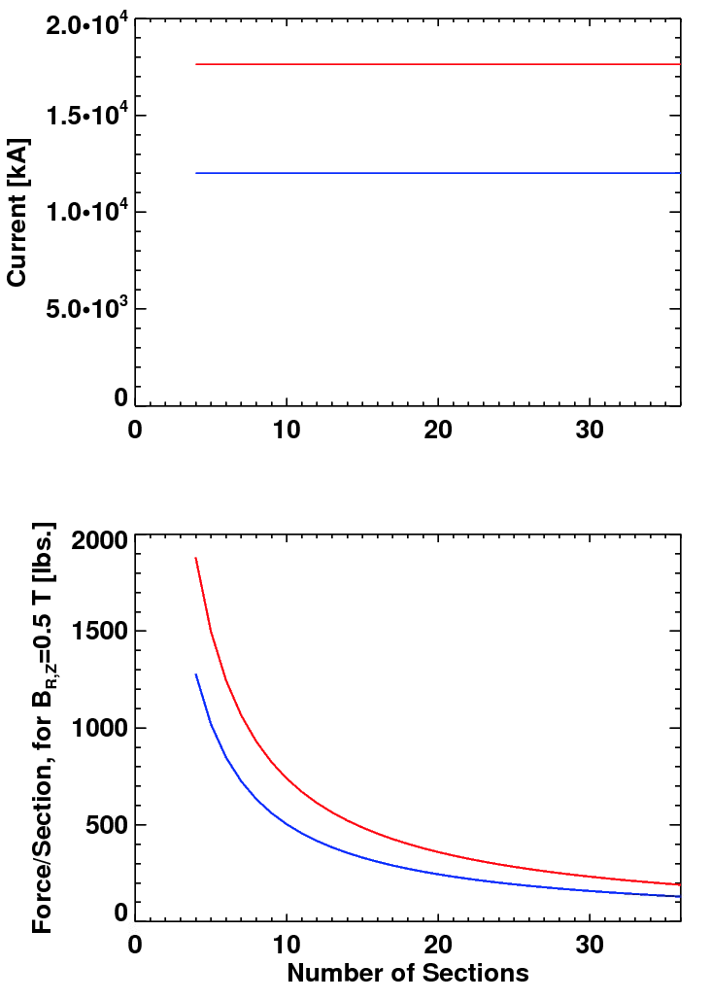 2.0•10⁴
1.5•10⁴
1.0•10⁴
5.0•10³
0
Current [kA]
0 10 20 30
2000
1500
1000
500
0
Force/Section, for B_R,Z=0.5 T [lbs.]
0 10 20 30
Number of Sections